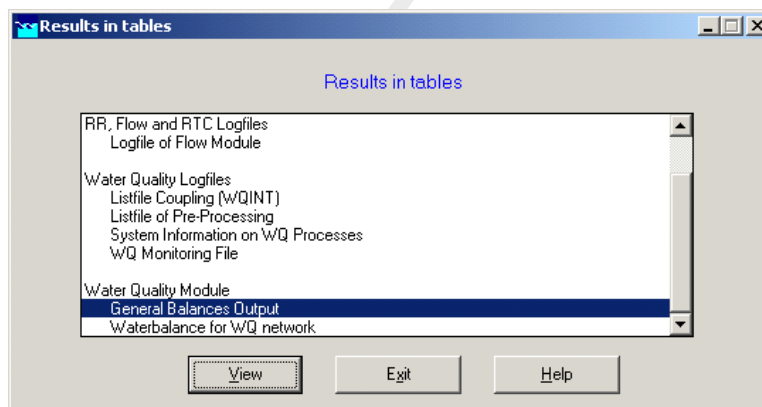 Results in tables
Results in tables
RR, Flow and RTC Logfiles
Logfile of Flow Module
Water Quality Logfiles
Listfile Coupling (WQINT)
Listfile of Pre-Processing
System Information on WQ Processes
WQ Monitoring File
Water Quality Module
General Balances Output
Waterbalance for WQ network
View Exit Help